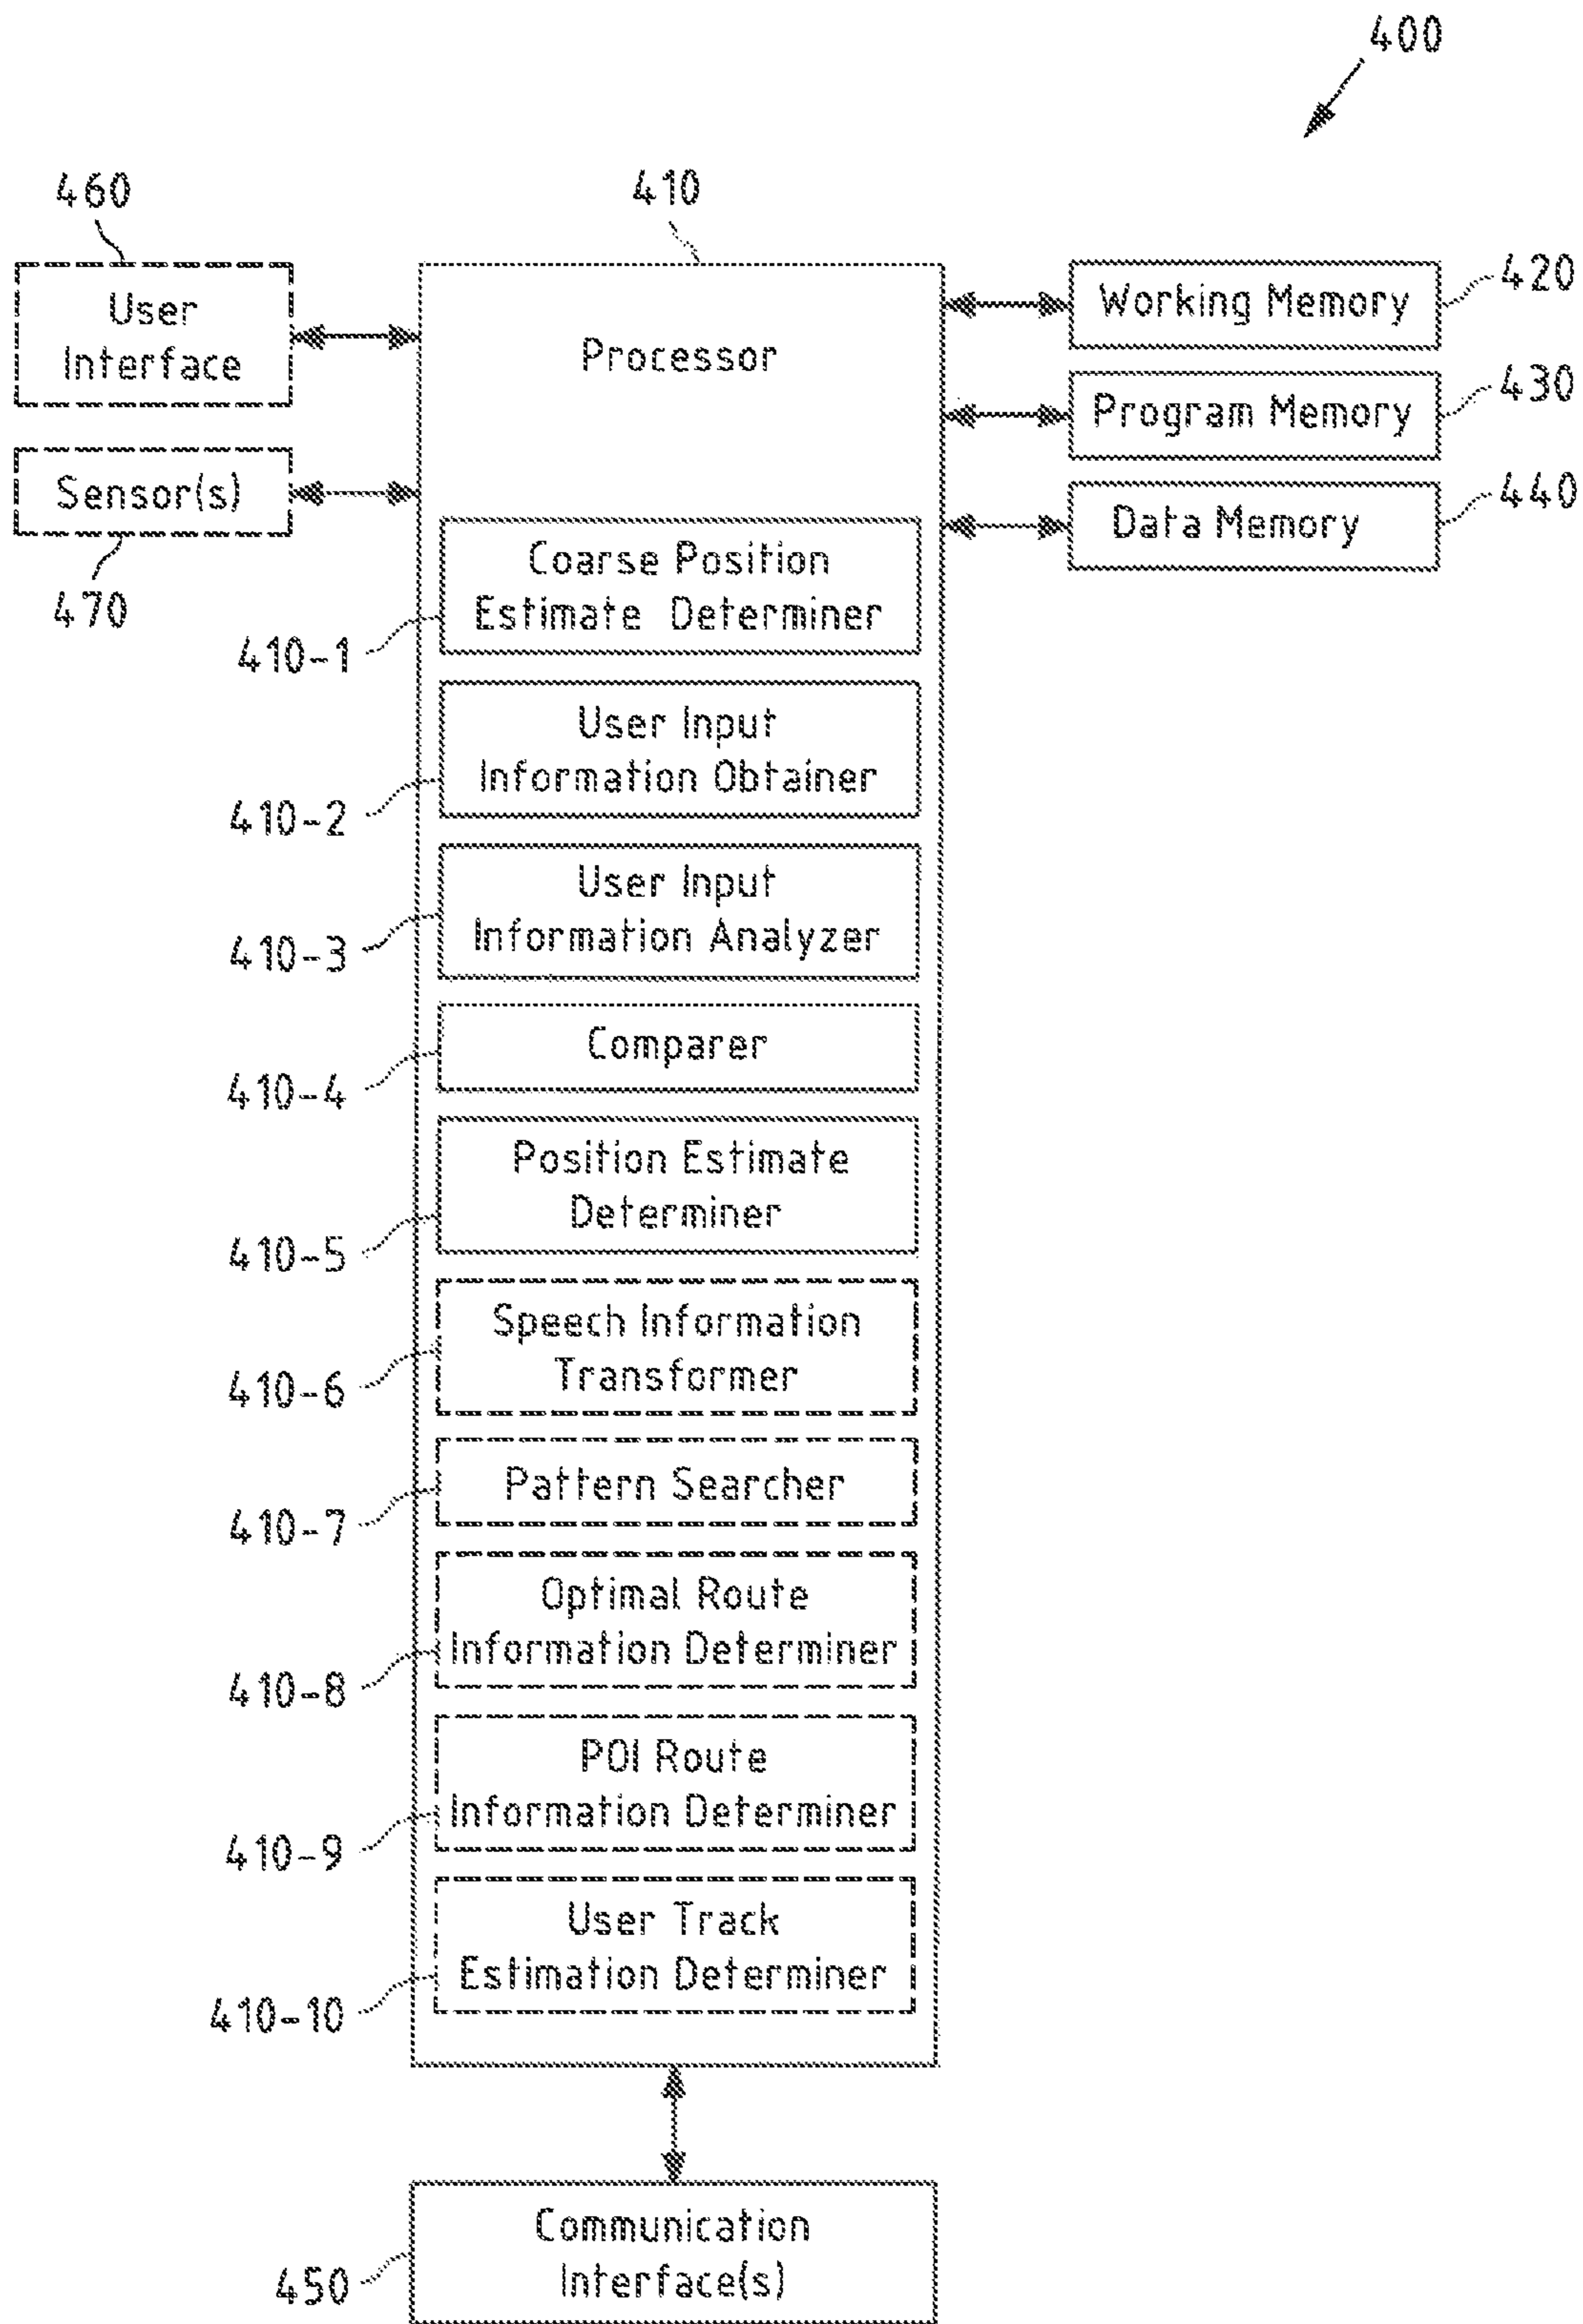 400
460
410
User
Interface
Processor
Working Memory
420
Program Memory
430
Sensor(s)
470
Data Memory
440
Coarse Position
Estimate Determiner
410-1
User Input
Information Obtainer
410-2
User Input
Information Analyzer
410-3
Comparer
410-4
Position Estimate
Determiner
410-5
Speech Information
Transformer
410-6
Pattern Searcher
410-7
Optimal Route
Information Determiner
410-8
POI Route
Information Determiner
410-9
User Track
Estimation Determiner
410-10
Communication
Interface(s)
450